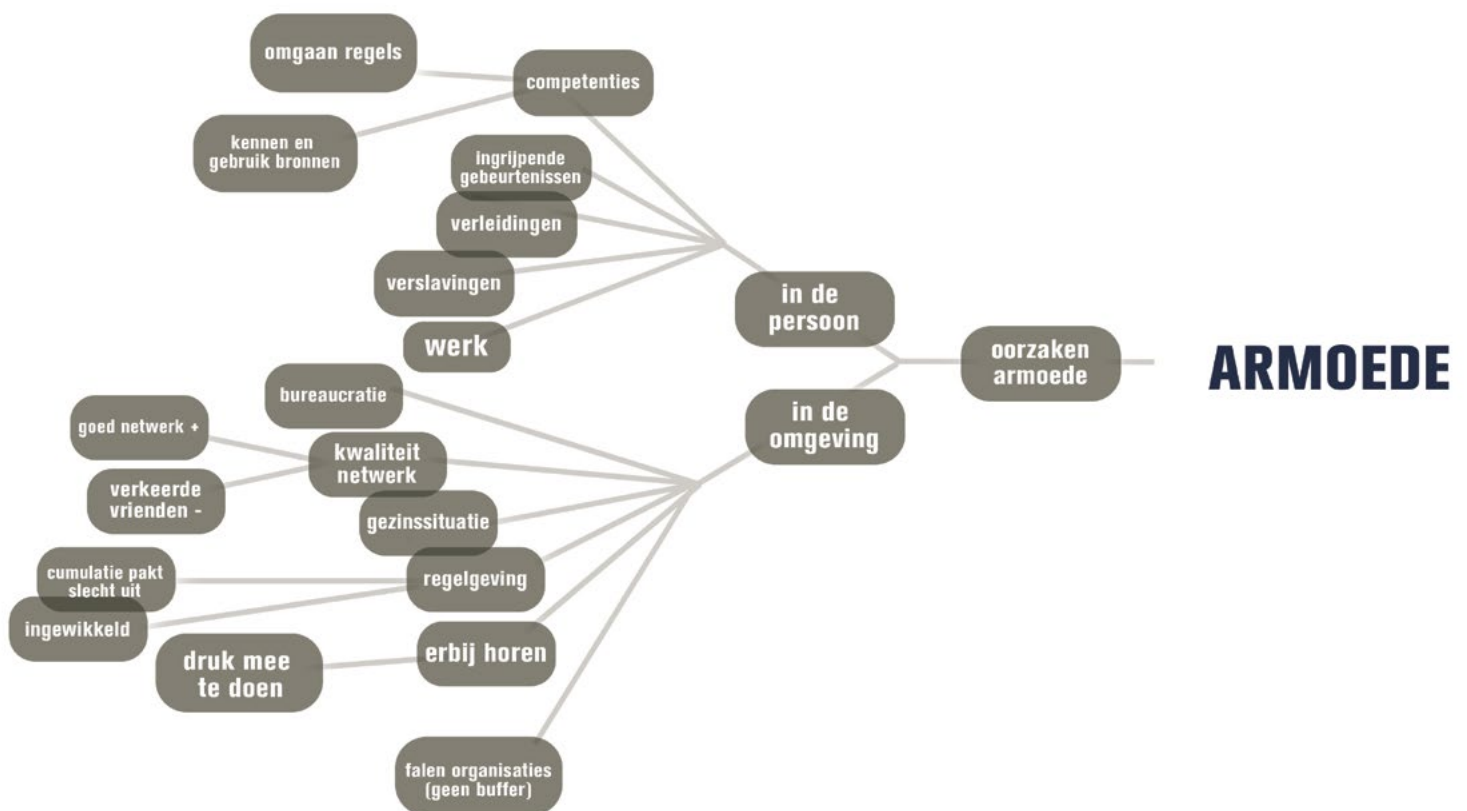 omgaan regels
competenties
kennen en
gebruik bronnen
ingrijpende
gebeurtenissen
verleidingen
verslavingen
werk
in de
persoon
oorzaken
armoede
ARMOEDE
in de
omgeving
bureaucratie
goed netwerk +
kwaliteit
netwerk
verkeerde
vrienden -
gezinssituatie
cumulatie pakt
slecht uit
regelgeving
ingewikkeld
erbij horen
druk mee
te doen
falen organisaties
(geen buffer)